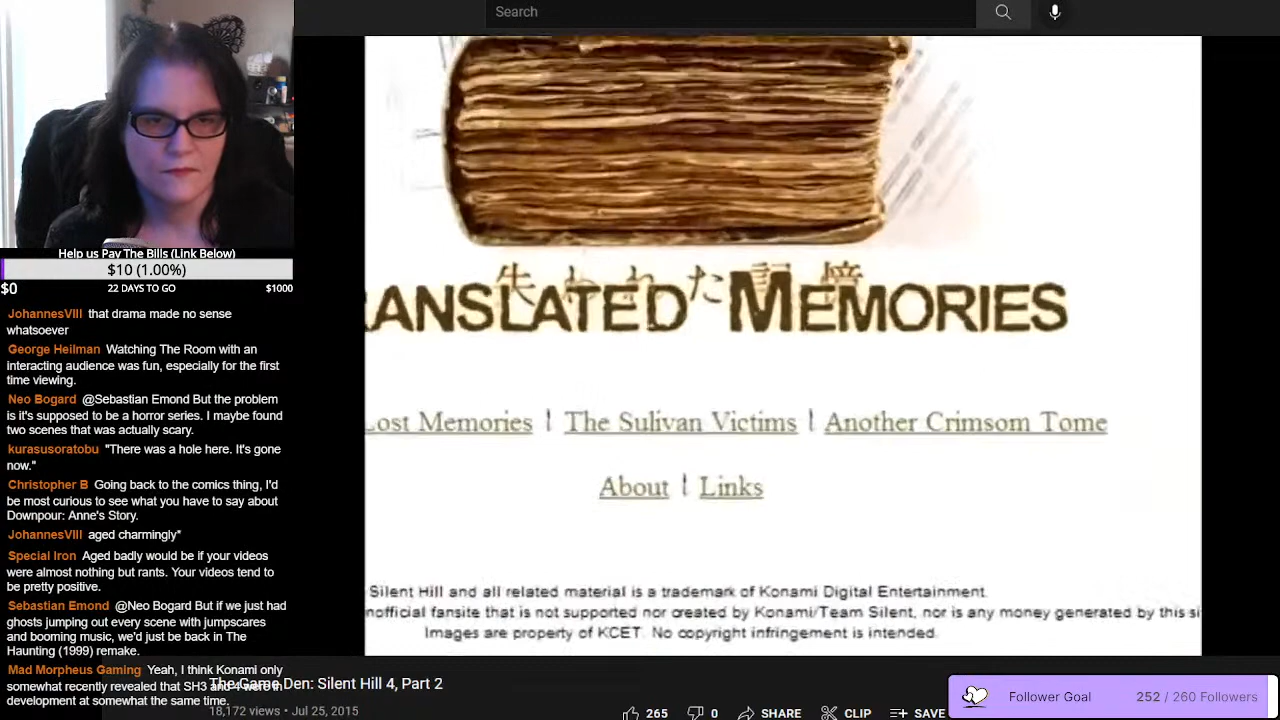 Search
失われた記憶
RANSLATED MEMORIES
Lost Memories | The Sulivan Victims | Another Crimsom Tome
About | Links
Silent Hill and all related material is a trademark of Konami Digital Entertainment.
nofficial fansite that is not supported nor created by Konami/Team Silent, nor is any money generated by this si
Images are property of KCET. No copyright infringement is intended.
Help us Pay The Bills (Link Below)
$10 (1.00%)
$0 22 DAYS TO GO $1000
JohannesVIII that drama made no sense
whatsoever
George Heilman Watching The Room with an
interacting audience was fun, especially for the first
time viewing.
Neo Bogard @Sebastian Emond But the problem
is it's supposed to be a horror series. I maybe found
two scenes that was actually scary.
kurasusoratobu "There was a hole here. It's gone
now."
Christopher B Going back to the comics thing, I'd
be most curious to see what you have to say about
Downpour: Anne's Story.
JohannesVIII aged charmingly*
Special Iron Aged badly would be if your videos
were almost nothing but rants. Your videos tend to
be pretty positive.
Sebastian Emond @Neo Bogard But if we just had
ghosts jumping out every scene with jumpscares
and booming music, we'd just be back in The
Haunting (1999) remake.
Mad Morpheus Gaming Yeah, I think Konami only
somewhat recently revealed that SH3 and 4 were in
development at somewhat the same time.
The Game Den: Silent Hill 4, Part 2
18,172 views • Jul 25, 2015
265 0 SHARE CLIP SAVE
Follower Goal 252 / 260 Followers